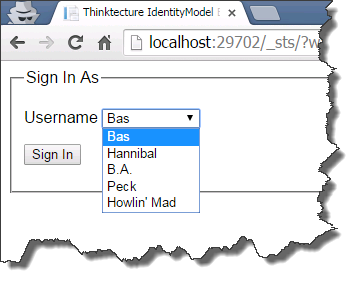 Thinktecture IdentityModel
localhost:29702/_sts/?w
Sign In As
Username Bas
Bas
Hannibal
B.A.
Peck
Howlin' Mad
Sign In